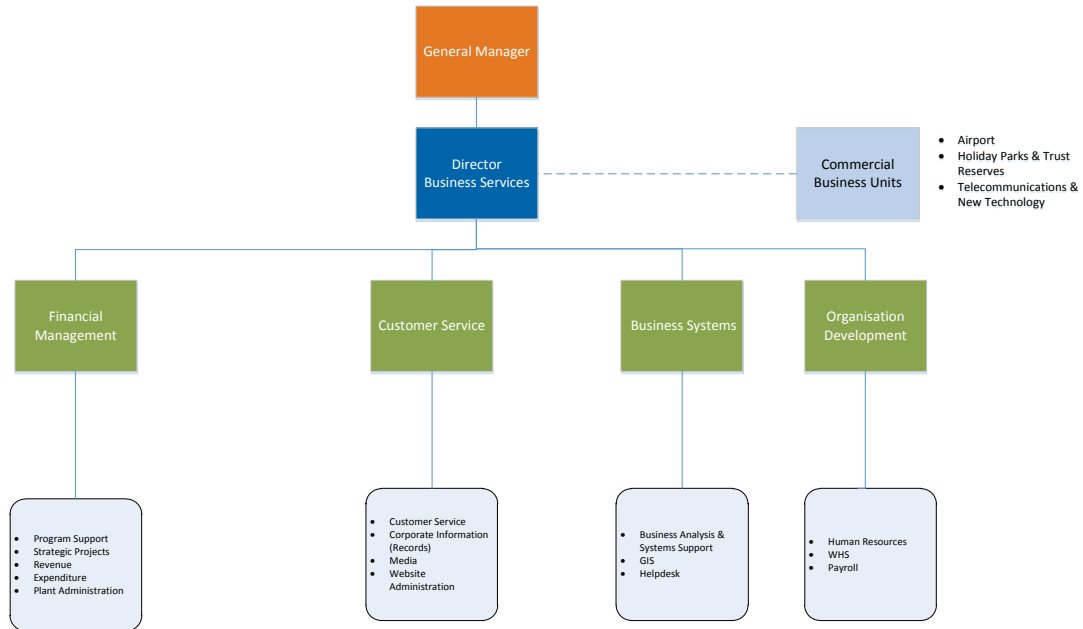 General Manager
Director
Business Services
Commercial
Business Units
• Airport
• Holiday Parks & Trust
Reserves
• Telecommunications &
New Technology
Financial
Management
Customer Service
Business Systems
Organisation
Development
• Program Support
• Strategic Projects
• Revenue
• Expenditure
• Plant Administration
• Customer Service
• Corporate Information
(Records)
• Media
• Website
Administration
• Business Analysis &
Systems Support
• GIS
• Helpdesk
• Human Resources
• WHS
• Payroll